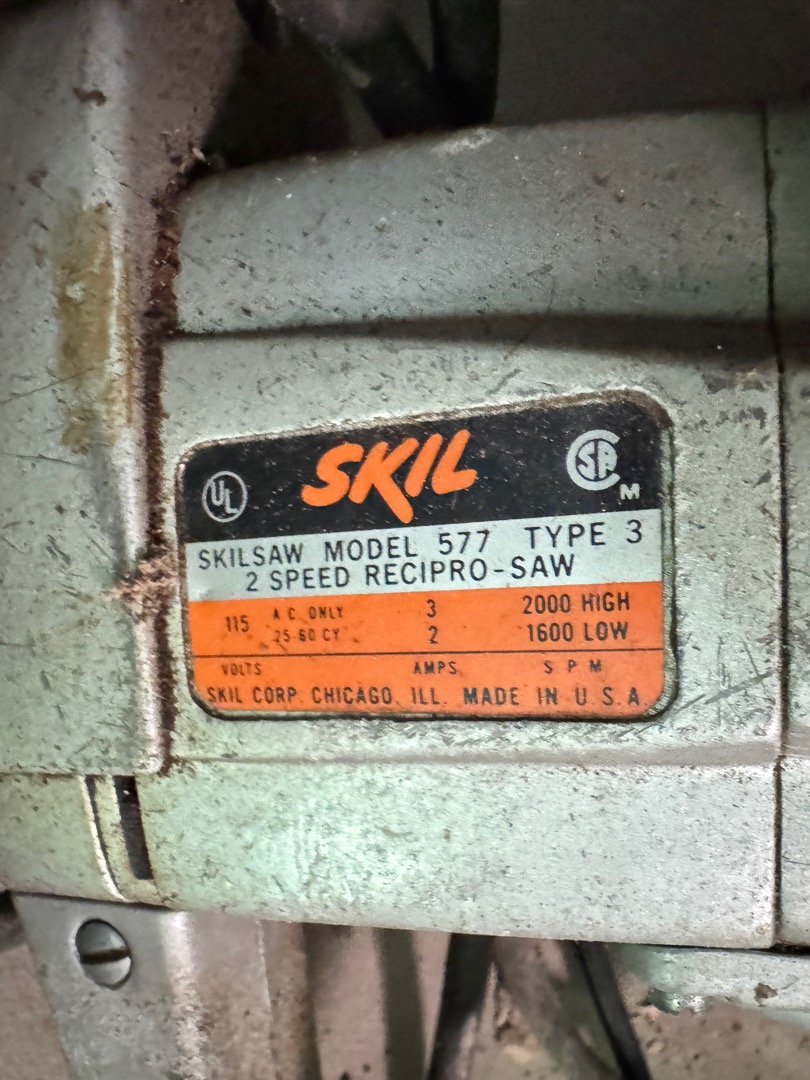 UL
SKIL
CSA
M
SKILSAW MODEL 577 TYPE 3
2 SPEED RECIPRO-SAW
115 A.C. ONLY 3 2000 HIGH
25-60 CY 2 1600 LOW
VOLTS AMPS. S P M
SKIL CORP. CHICAGO, ILL. MADE IN U.S.A.